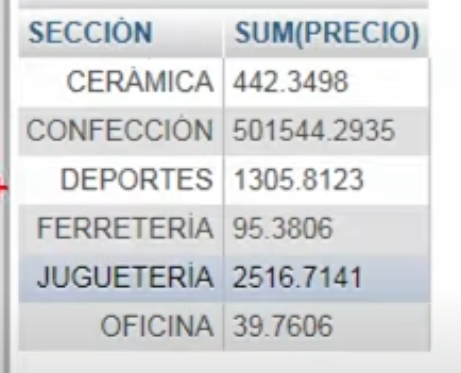 SECCIÓN SUM(PRECIO)
CERÁMICA 442.3498
CONFECCIÓN 501544.2935
DEPORTES 1305.8123
FERRETERÍA 95.3806
JUGUETERÍA 2516.7141
OFICINA 39.7606